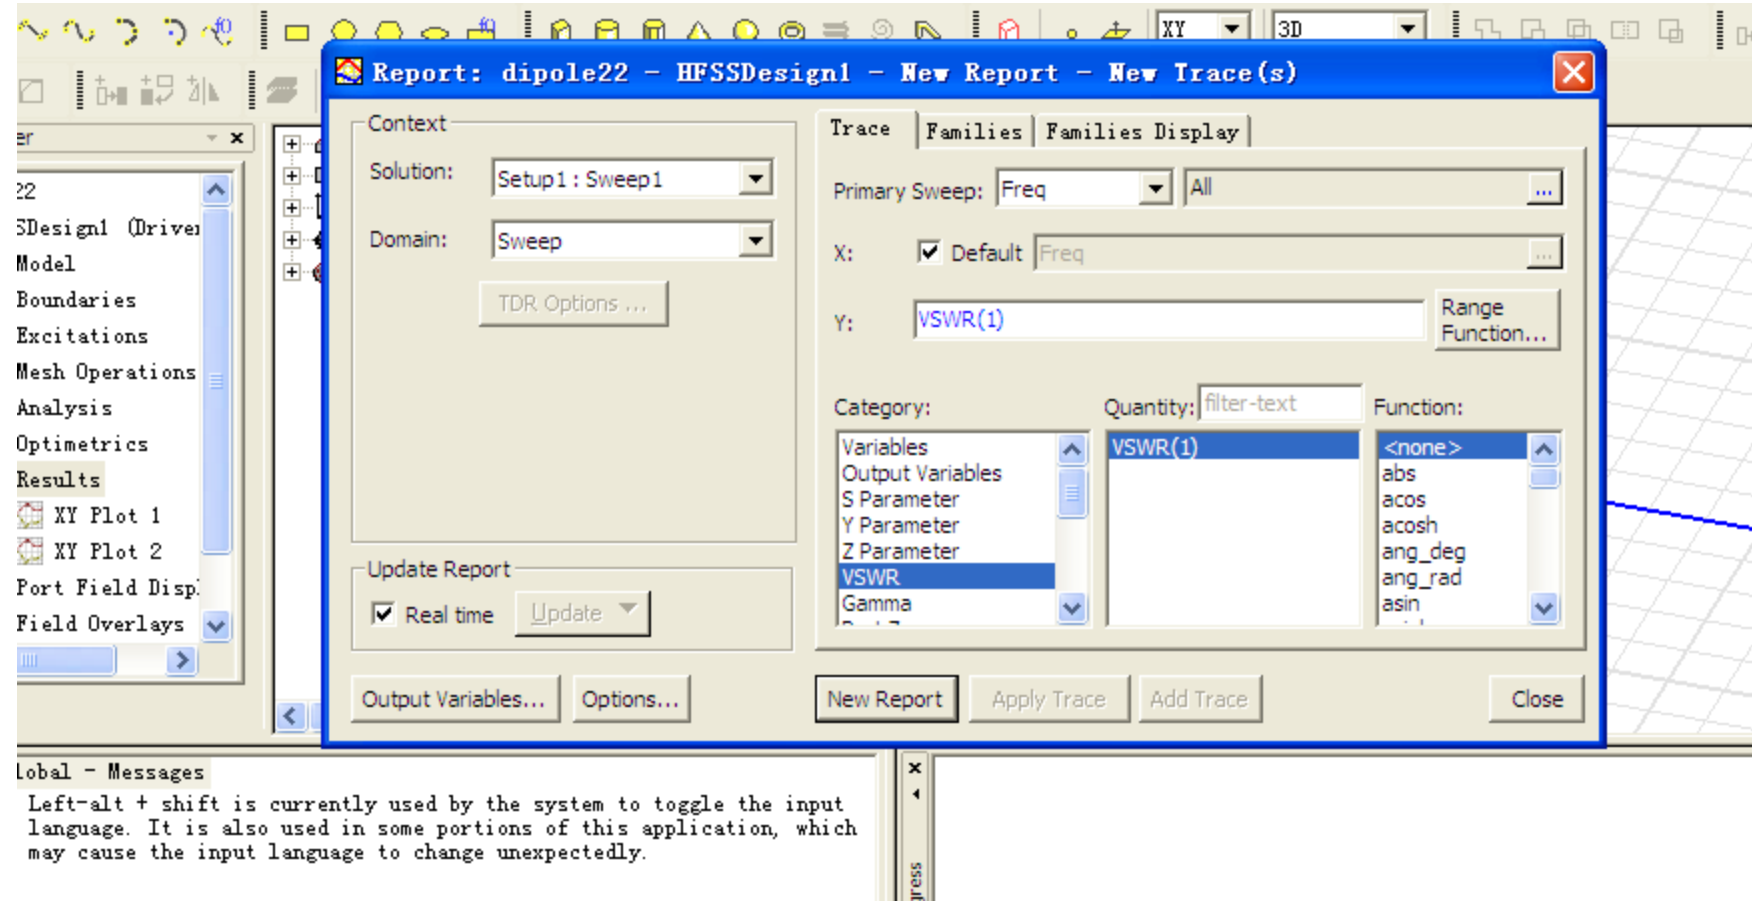 XY
3D
Report: dipole22 - HFSSDesign1 - New Report - New Trace(s)
er
22
SDesign1 (Driven
Model
Boundaries
Excitations
Mesh Operations
Analysis
Optimetrics
Results
XY Plot 1
XY Plot 2
Port Field Displ
Field Overlays
Context
Solution:
Setup1 : Sweep1
Domain:
Sweep
TDR Options ...
Update Report
Real time
Update
Output Variables...
Options...
Trace
Families
Families Display
Primary Sweep:
Freq
All
...
X:
Default
Freq
...
Y:
VSWR(1)
Range
Function...
Category:
Variables
Output Variables
S Parameter
Y Parameter
Z Parameter
VSWR
Gamma
Quantity:
filter-text
VSWR(1)
Function:
<none>
abs
acos
acosh
ang_deg
ang_rad
asin
New Report
Apply Trace
Add Trace
Close
lobal - Messages
Left-alt + shift is currently used by the system to toggle the input
language. It is also used in some portions of this application, which
may cause the input language to change unexpectedly.
gress